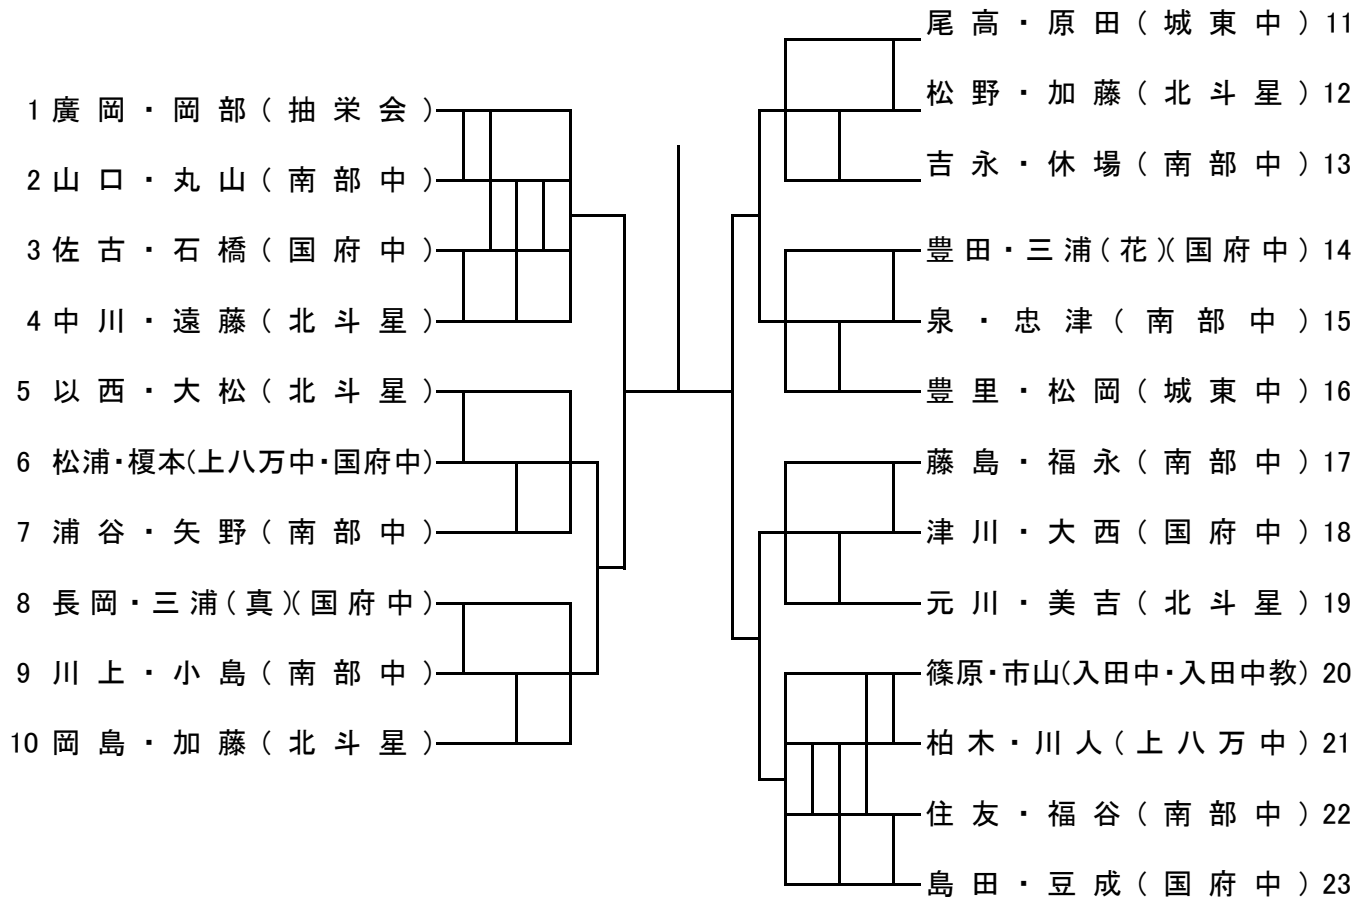 1 廣岡・岡部(抽栄会)
2 山口・丸山(南部中)
3 佐古・石橋(国府中)
4 中川・遠藤(北斗星)
5 以西・大松(北斗星)
6 松浦・榎本(上八万中・国府中)
7 浦谷・矢野(南部中)
8 長岡・三浦(真)(国府中)
9 川上・小島(南部中)
10 岡島・加藤(北斗星)
尾高・原田(城東中) 11
松野・加藤(北斗星) 12
吉永・休場(南部中) 13
豊田・三浦(花)(国府中) 14
泉・忠津(南部中) 15
豊里・松岡(城東中) 16
藤島・福永(南部中) 17
津川・大西(国府中) 18
元川・美吉(北斗星) 19
篠原・市山(入田中・入田中教) 20
柏木・川人(上八万中) 21
住友・福谷(南部中) 22
島田・豆成(国府中) 23